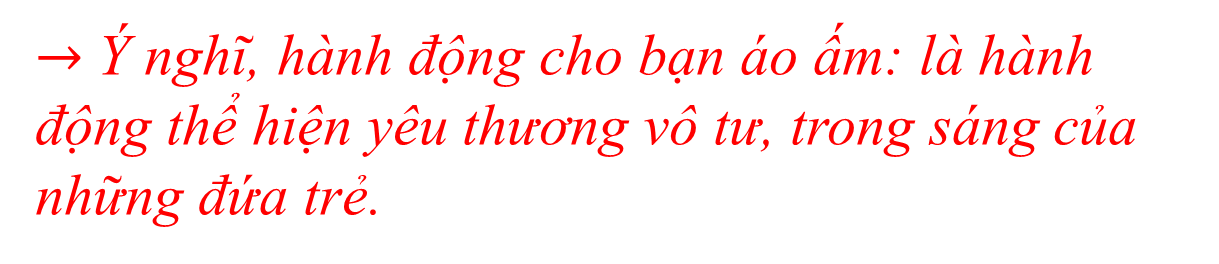 → Ý nghĩ, hành động cho bạn áo ấm: là hành
động thể hiện yêu thương vô tư, trong sáng của
những đứa trẻ.